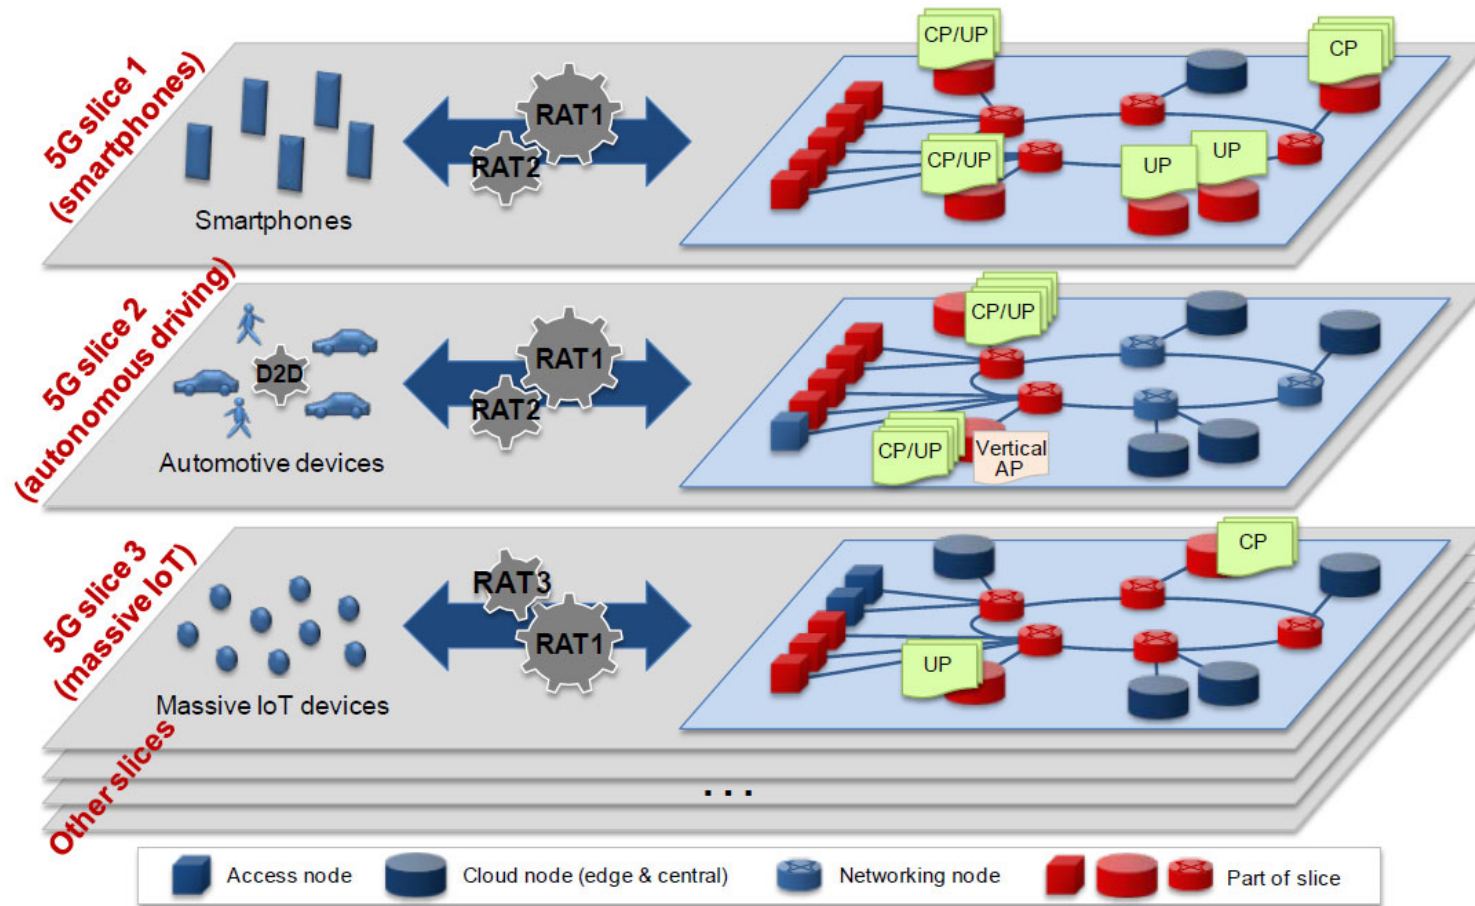 5G slice 1
(smartphones)
Smartphones
RAT1
RAT2
CP/UP
CP/UP
UP
UP
CP
5G slice 2
(autonomous driving)
D2D
Automotive devices
RAT1
RAT2
CP/UP
CP/UP
Vertical
AP
5G slice 3
(massive IoT)
Massive IoT devices
RAT3
RAT1
UP
CP
Other slices
...
Access node
Cloud node (edge & central)
Networking node
Part of slice